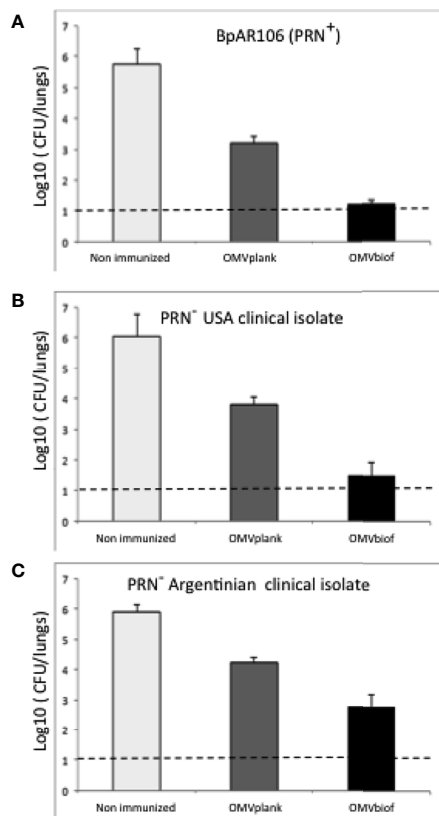 A
BpAR106 (PRN+)
Log10 ( CFU/lungs)
7
6
5
4
3
2
1
0
Non immunized OMVplank OMVbiof
B
PRN- USA clinical isolate
Log10 ( CFU/lungs)
7
6
5
4
3
2
1
0
Non immunized OMVplank OMVbiof
C
PRN- Argentinian clinical isolate
Log10 (CFU/lungs)
7
6
5
4
3
2
1
0
Non immunized OMVplank OMVbiof